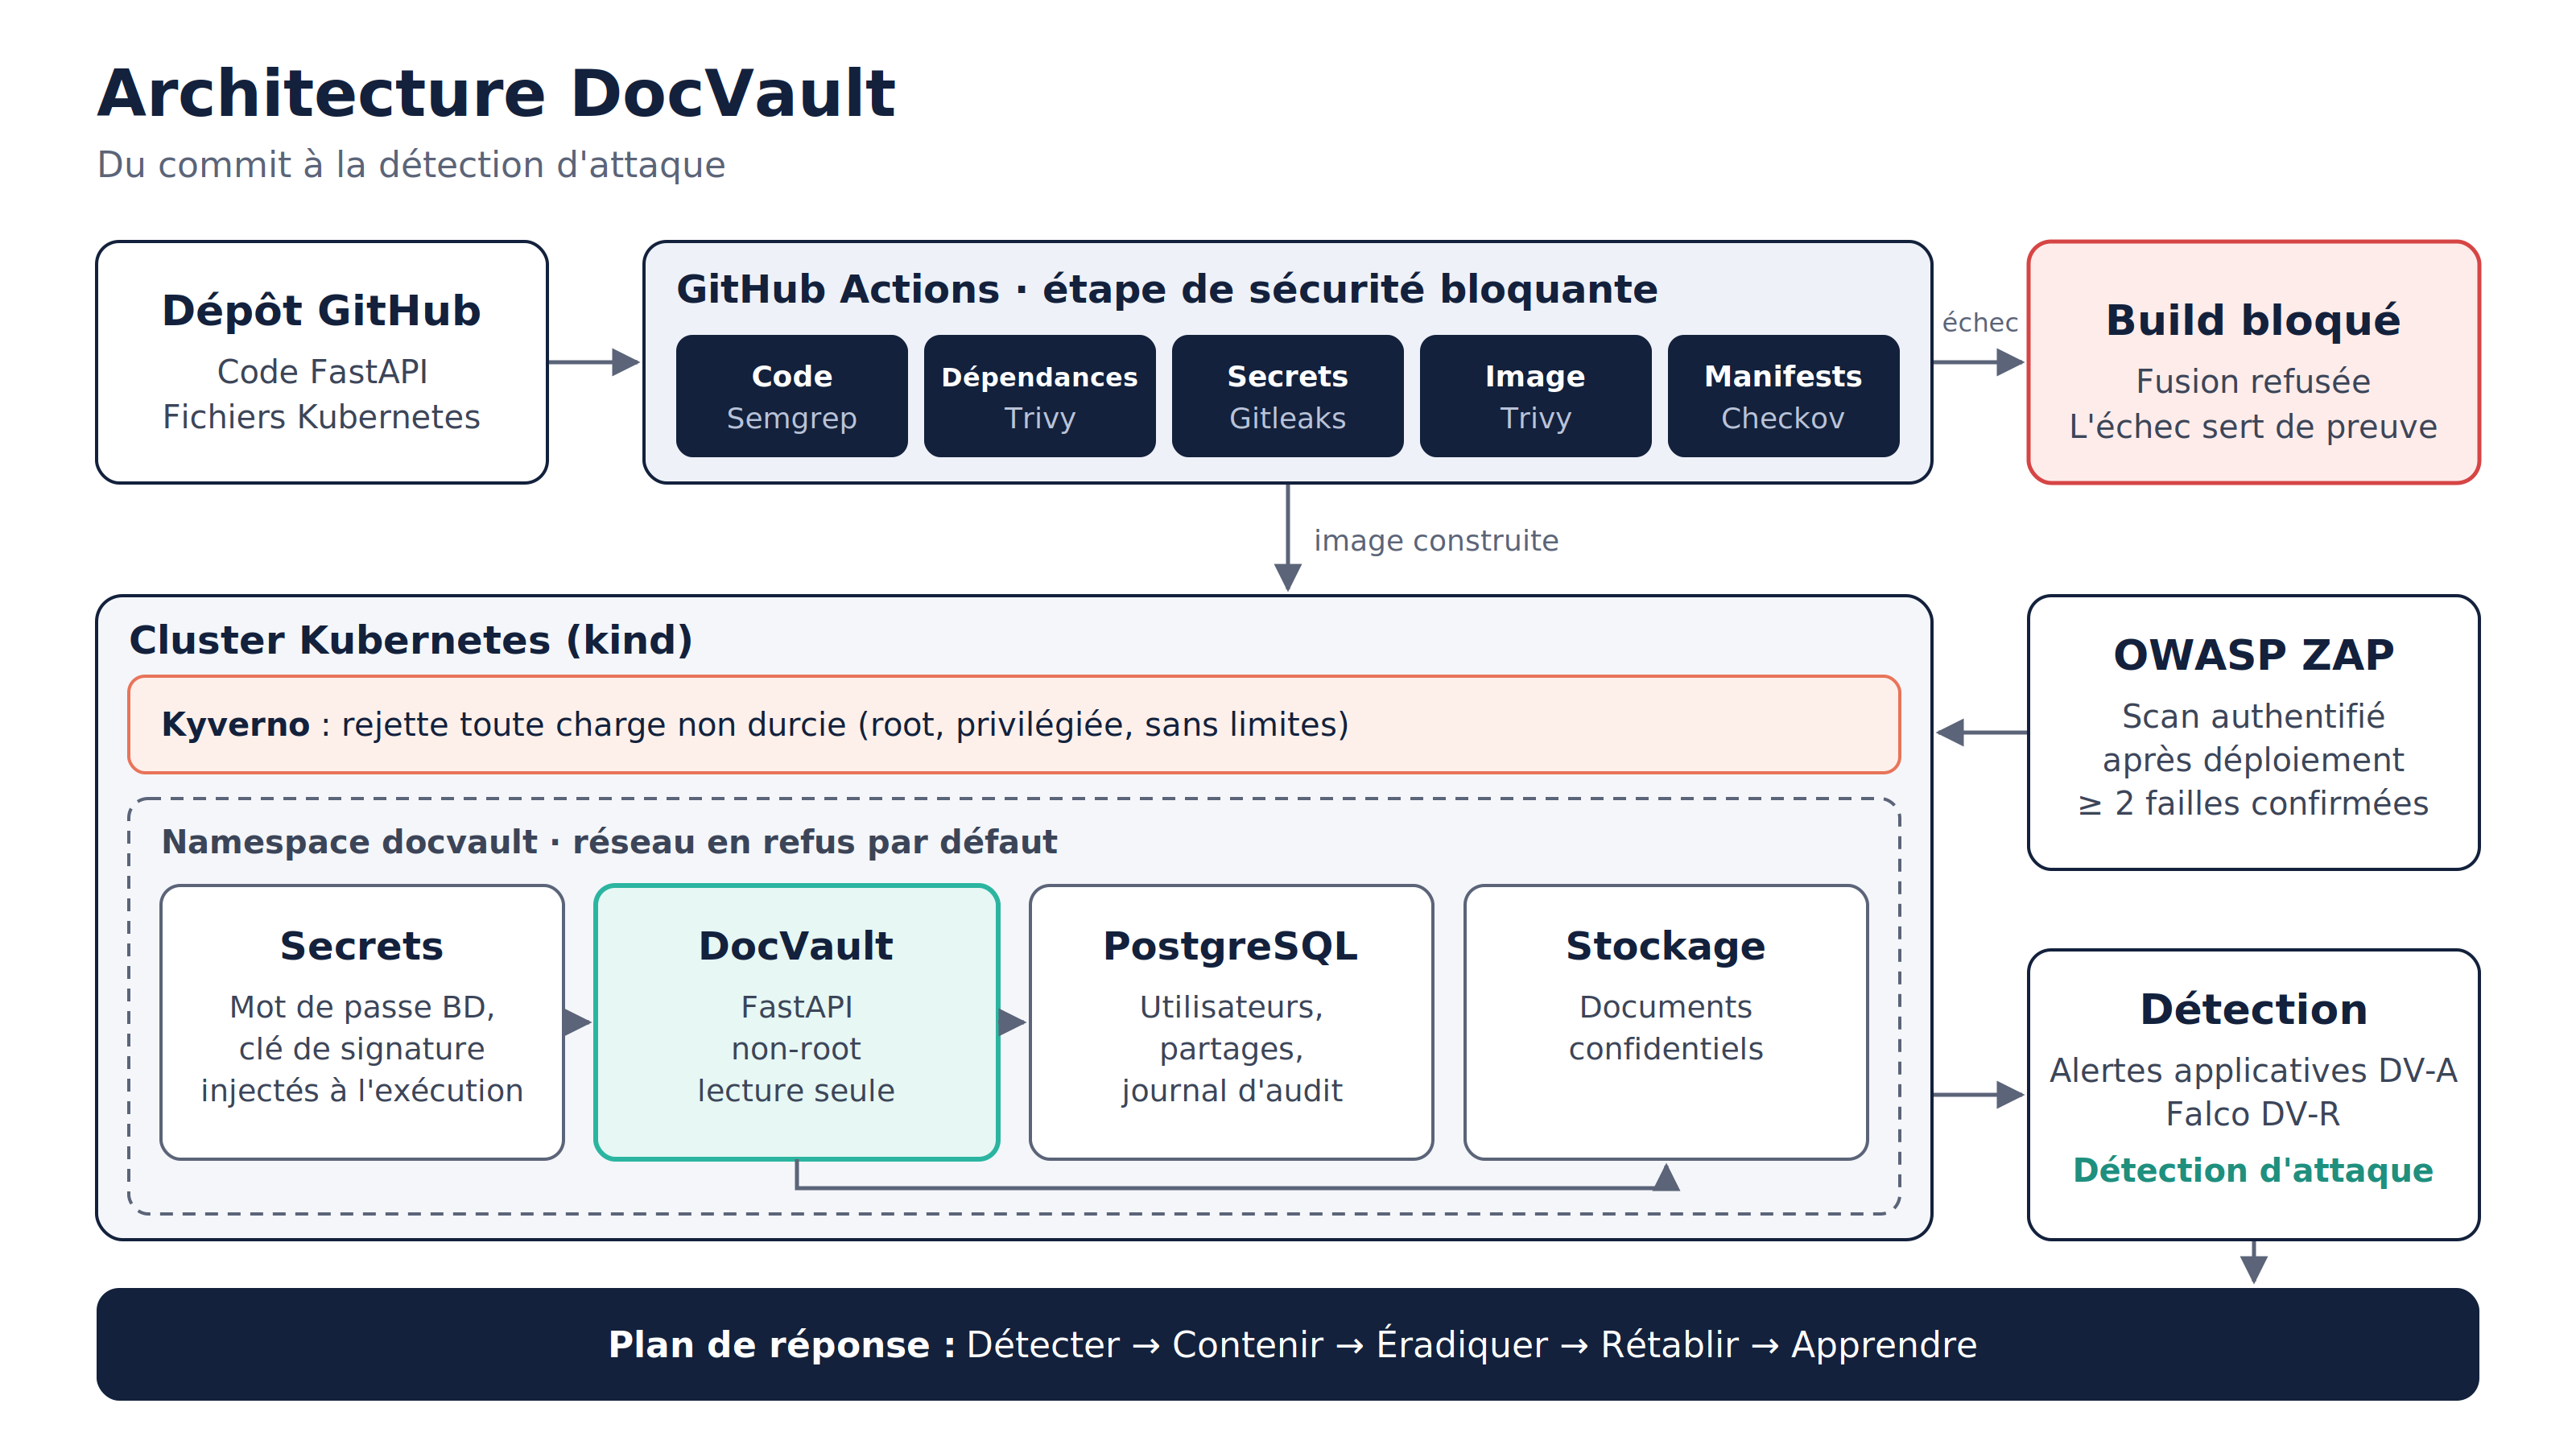 Architecture DocVault
Du commit à la détection d'attaque
Dépôt GitHub
Code FastAPI
Fichiers Kubernetes
GitHub Actions · étape de sécurité bloquante
Code
Semgrep
Dépendances
Trivy
Secrets
Gitleaks
Image
Trivy
Manifests
Checkov
échec
Build bloqué
Fusion refusée
L'échec sert de preuve
image construite
Cluster Kubernetes (kind)
Kyverno : rejette toute charge non durcie (root, privilégiée, sans limites)
Namespace docvault · réseau en refus par défaut
Secrets
Mot de passe BD,
clé de signature
injectés à l'exécution
DocVault
FastAPI
non-root
lecture seule
PostgreSQL
Utilisateurs,
partages,
journal d'audit
Stockage
Documents
confidentiels
OWASP ZAP
Scan authentifié
après déploiement
≥ 2 failles confirmées
Détection
Alertes applicatives DV-A
Falco DV-R
Détection d'attaque
Plan de réponse : Détecter → Contenir → Éradiquer → Rétablir → Apprendre